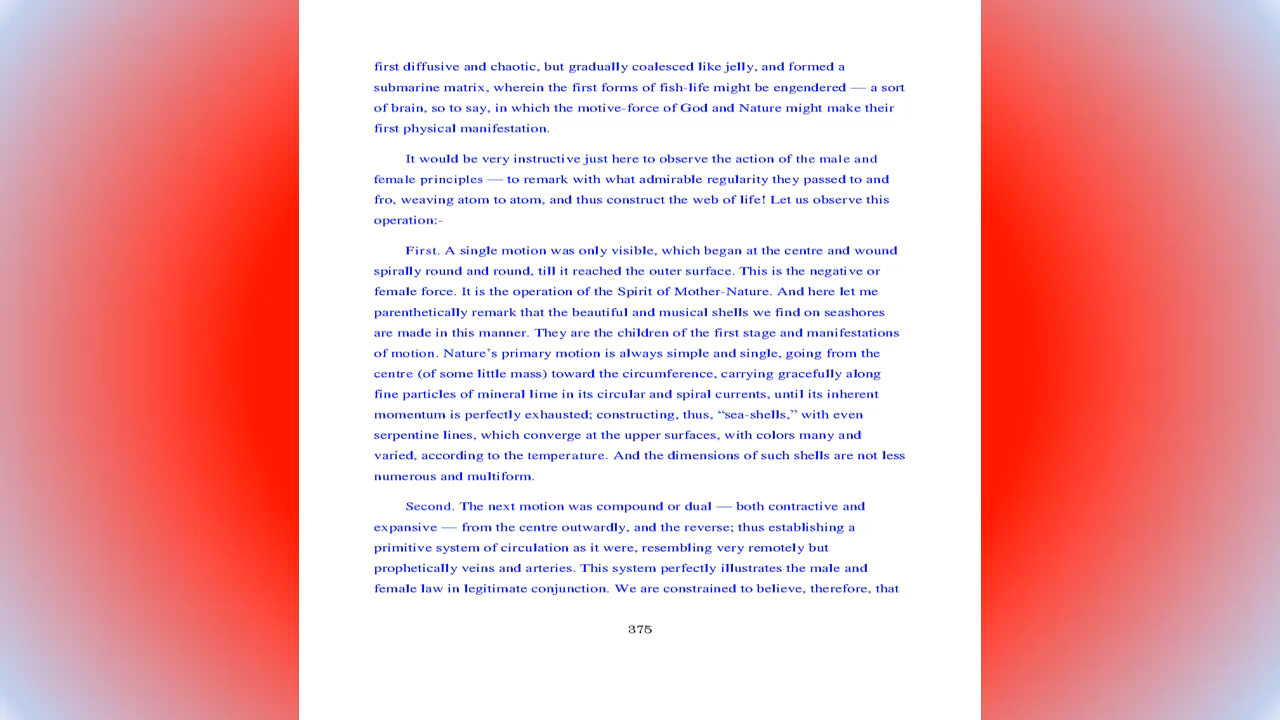 first diffusive and chaotic, but gradually coalesced like jelly, and formed a
submarine matrix, wherein the first forms of fish-life might be engendered — a sort
of brain, so to say, in which the motive-force of God and Nature might make their
first physical manifestation.
It would be very instructive just here to observe the action of the male and
female principles — to remark with what admirable regularity they passed to and
fro, weaving atom to atom, and thus construct the web of life! Let us observe this
operation:-
First. A single motion was only visible, which began at the centre and wound
spirally round and round, till it reached the outer surface. This is the negative or
female force. It is the operation of the Spirit of Mother-Nature. And here let me
parenthetically remark that the beautiful and musical shells we find on seashores
are made in this manner. They are the children of the first stage and manifestations
of motion. Nature’s primary motion is always simple and single, going from the
centre (of some little mass) toward the circumference, carrying gracefully along
fine particles of mineral lime in its circular and spiral currents, until its inherent
momentum is perfectly exhausted; constructing, thus, “sea-shells,” with even
serpentine lines, which converge at the upper surfaces, with colors many and
varied, according to the temperature. And the dimensions of such shells are not less
numerous and multiform.
Second. The next motion was compound or dual — both contractive and
expansive — from the centre outwardly, and the reverse; thus establishing a
primitive system of circulation as it were, resembling very remotely but
prophetically veins and arteries. This system perfectly illustrates the male and
female law in legitimate conjunction. We are constrained to believe, therefore, that
375